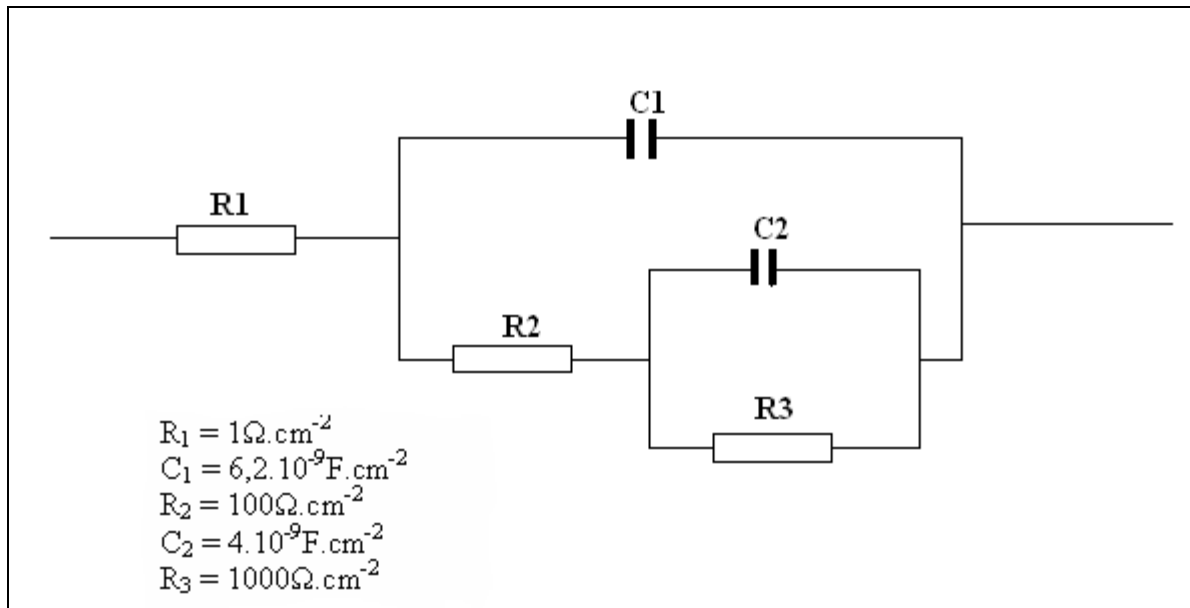 C1
R1
C2
R2
R3
R₁ = 1Ω.cm⁻²
C₁ = 6,2.10⁻⁹F.cm⁻²
R₂ = 100Ω.cm⁻²
C₂ = 4.10⁻⁹F.cm⁻²
R₃ = 1000Ω.cm⁻²